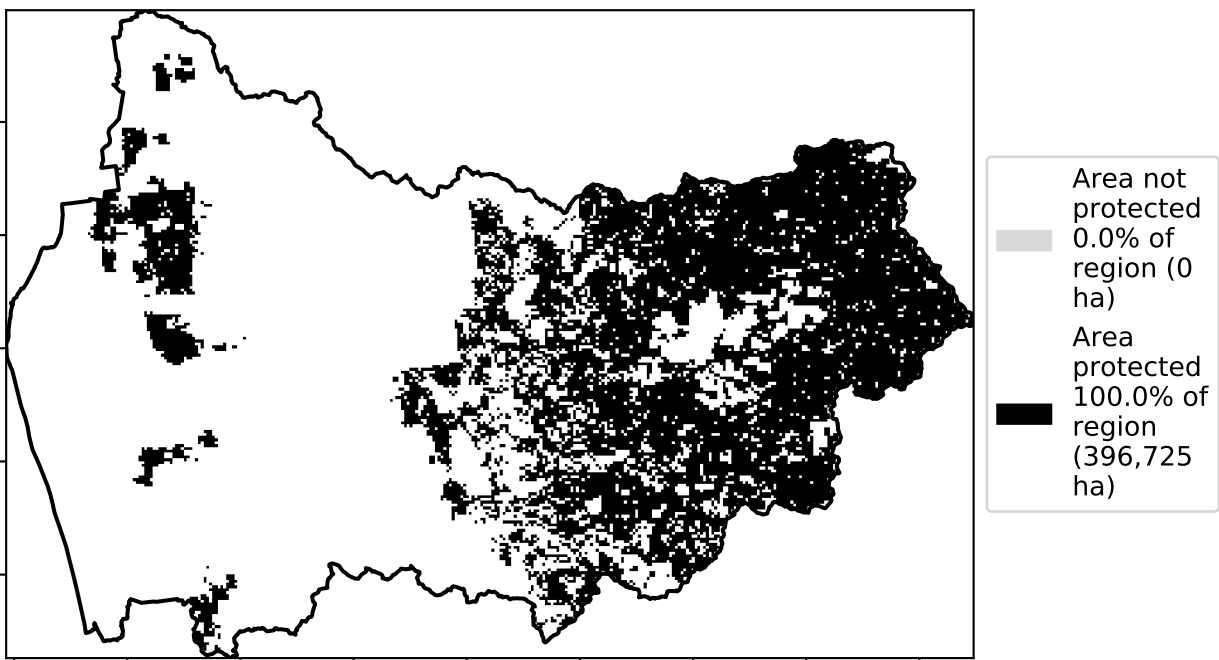 Area not
protected
0.0% of
region (0
ha)
Area
protected
100.0% of
region
(396,725
ha)